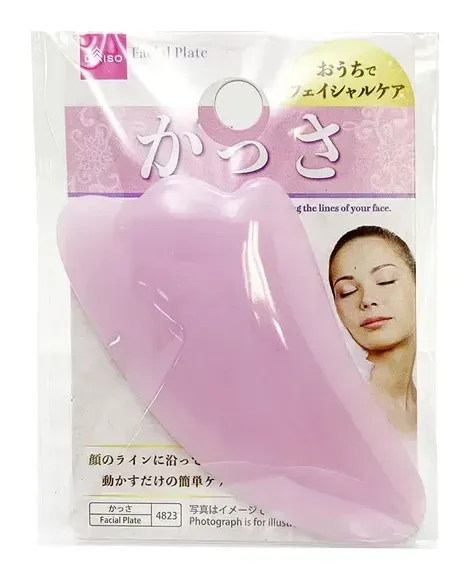 DAISO
Facial Plate
おうちで
フェイシャルケア
かっさ
the lines of your face.
顔のラインに沿って
動かすだけの簡単ケア
かっさ
Facial Plate
4823
写真はイメージ
Photograph is for